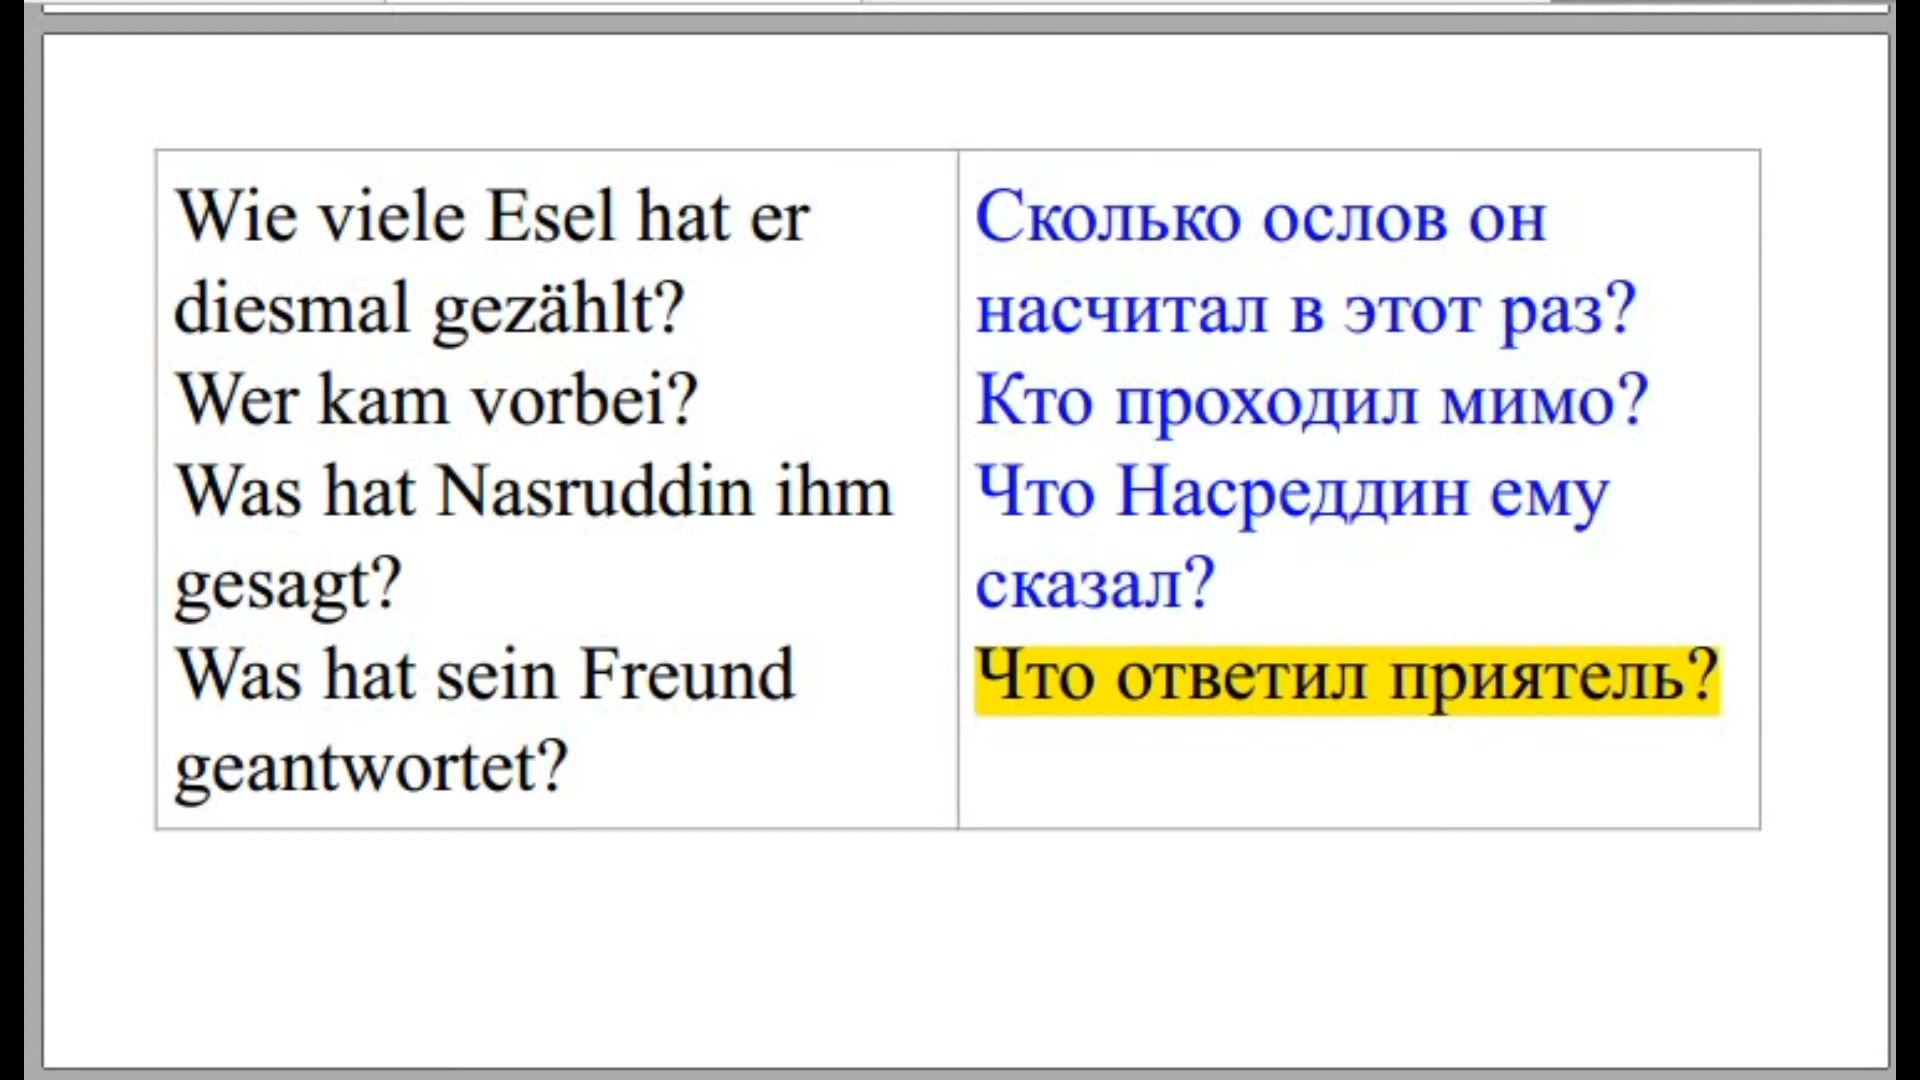 Wie viele Esel hat er
diesmal gezählt?
Wer kam vorbei?
Was hat Nasruddin ihm
gesagt?
Was hat sein Freund
geantwortet?
Сколько ослов он
насчитал в этот раз?
Кто проходил мимо?
Что Насреддин ему
сказал?
Что ответил приятель?